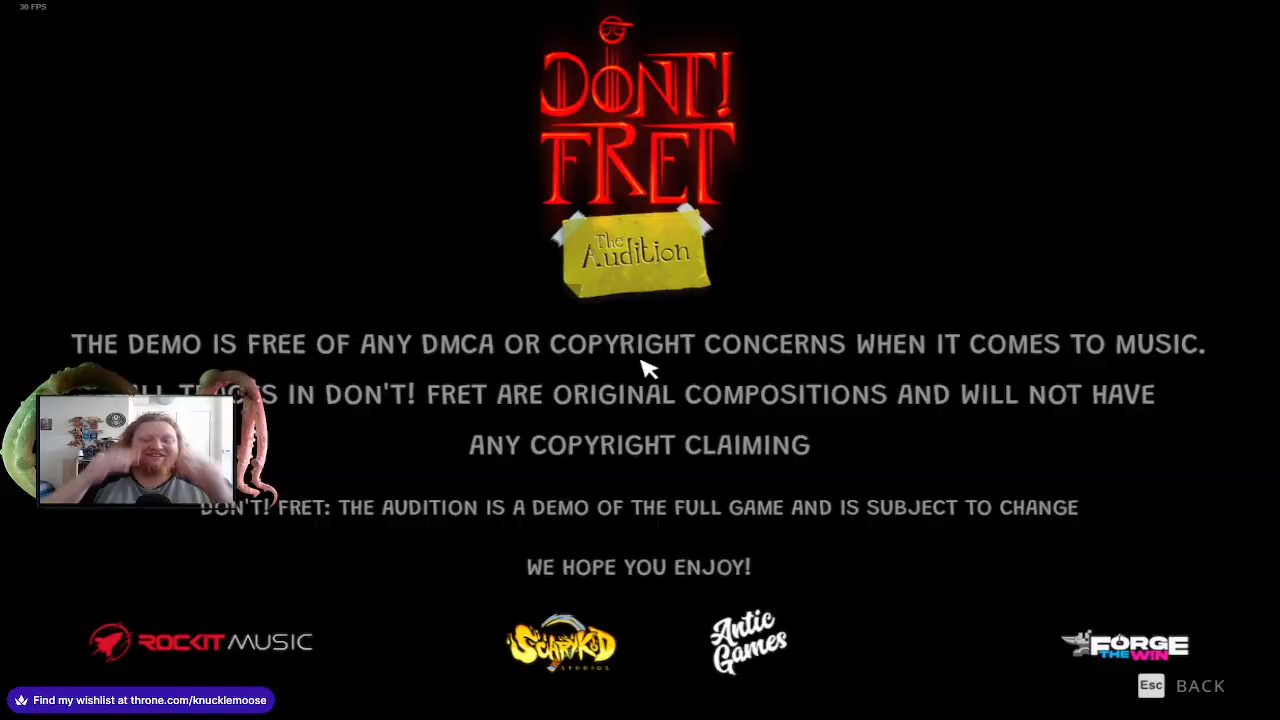 30 FPS
DON'T!
FRET
The
Audition
THE DEMO IS FREE OF ANY DMCA OR COPYRIGHT CONCERNS WHEN IT COMES TO MUSIC.
IN DON'T! FRET ARE ORIGINAL COMPOSITIONS AND WILL NOT HAVE
ANY COPYRIGHT CLAIMING
DON'T! FRET: THE AUDITION IS A DEMO OF THE FULL GAME AND IS SUBJECT TO CHANGE
WE HOPE YOU ENJOY!
ROCKIT MUSIC
SCARYKID
STUDIOS
Antic
Games
FORGE
THE WIN
Esc BACK
Find my wishlist at throne.com/knucklemoose